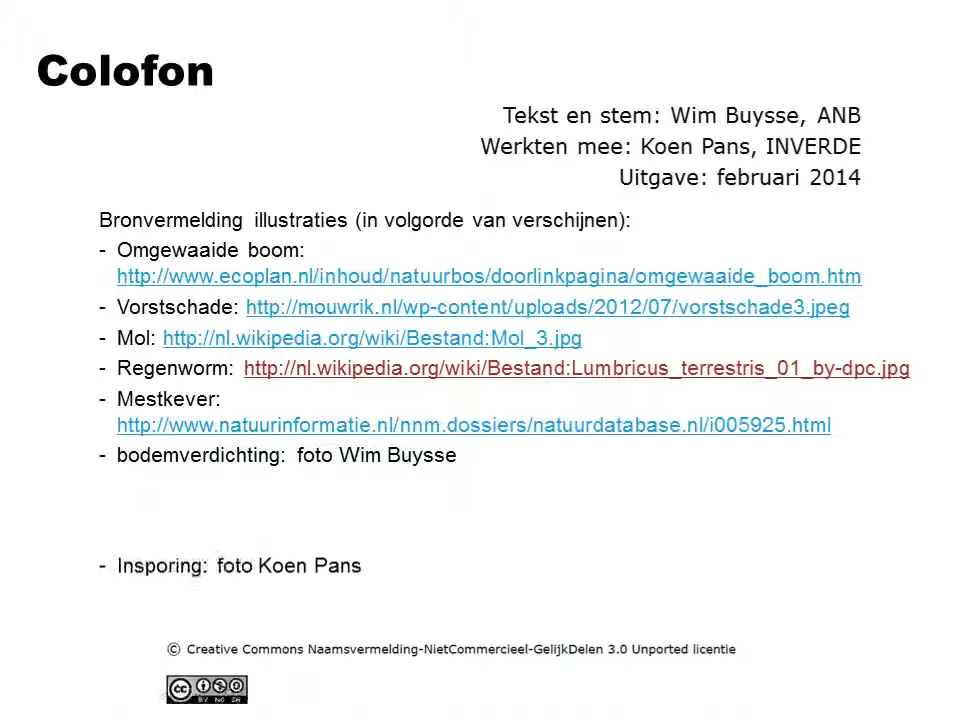 Colofon
Tekst en stem: Wim Buysse, ANB
Werkten mee: Koen Pans, INVERDE
Uitgave: februari 2014
Bronvermelding illustraties (in volgorde van verschijnen):
- Omgewaaide boom:
http://www.ecoplan.nl/inhoud/natuurbos/doorlinkpagina/omgewaaide_boom.htm
- Vorstschade: http://mouwrik.nl/wp-content/uploads/2012/07/vorstschade3.jpeg
- Mol: http://nl.wikipedia.org/wiki/Bestand:Mol_3.jpg
- Regenworm: http://nl.wikipedia.org/wiki/Bestand:Lumbricus_terrestris_01_by-dpc.jpg
- Mestkever:
http://www.natuurinformatie.nl/nnm.dossiers/natuurdatabase.nl/i005925.html
- bodemverdichting: foto Wim Buysse
- Insporing: foto Koen Pans
© Creative Commons Naamsvermelding-NietCommercieel-GelijkDelen 3.0 Unported licentie
cc BY NC SA